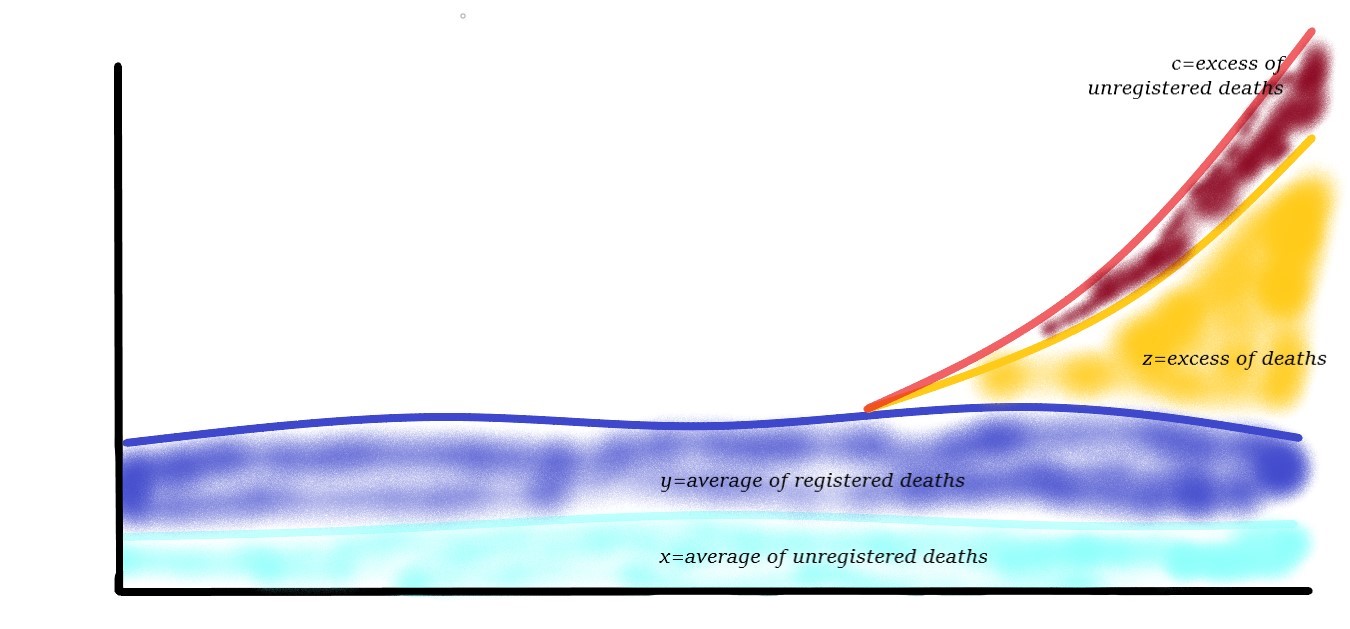 c=excess of
unregistered deaths
z=excess of deaths
y=average of registered deaths
x=average of unregistered deaths